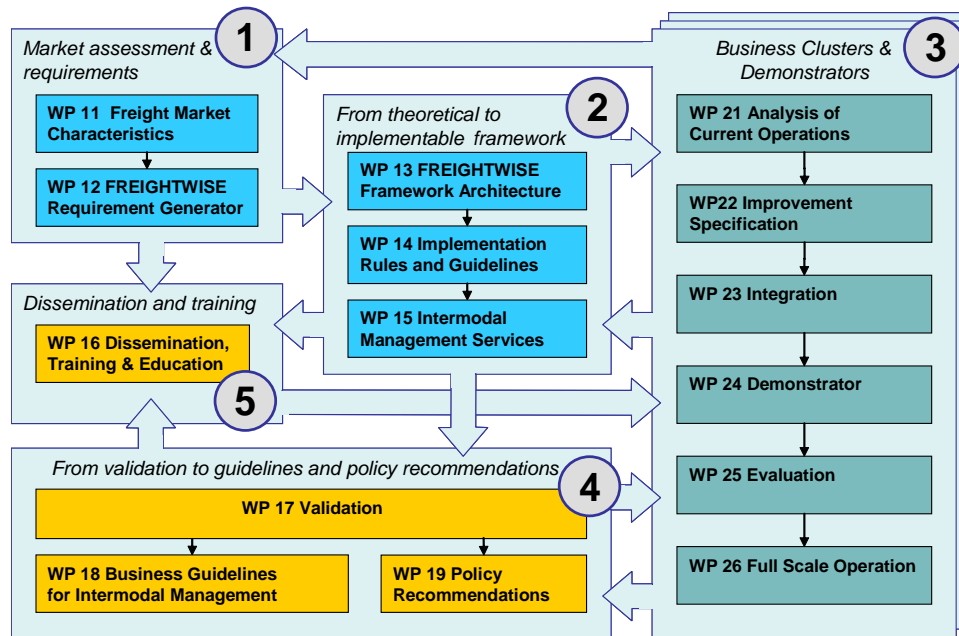 Market assessment &
requirements
1
WP 11  Freight Market
Characteristics
WP 12 FREIGHTWISE
Requirement Generator
2
From theoretical to
implementable  framework
WP 13 FREIGHTWISE
Framework Architecture
WP 14 Implementation
Rules and Guidelines
WP 15 Intermodal
Management Services
3
Business Clusters &
Demonstrators
WP 21 Analysis of
Current Operations
WP22 Improvement
Specification
WP 23 Integration
WP 24 Demonstrator
WP 25 Evaluation
WP 26 Full Scale Operation
Dissemination and training
WP 16 Dissemination,
Training & Education
5
From validation to guidelines and policy recommendations
4
WP 17 Validation
WP 18 Business Guidelines
for Intermodal Management
WP 19 Policy
Recommendations